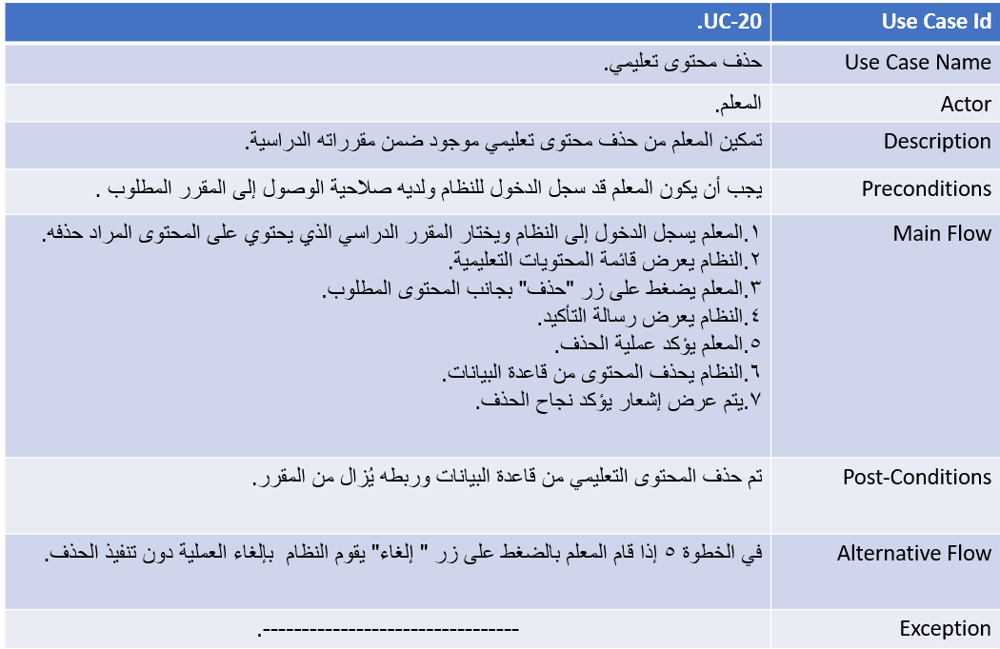 Use Case Id UC-20.
Use Case Name حذف محتوى تعليمي.
Actor المعلم.
Description تمكين المعلم من حذف محتوى تعليمي موجود ضمن مقرراته الدراسية.
Preconditions يجب أن يكون المعلم قد سجل الدخول للنظام ولديه صلاحية الوصول إلى المقرر المطلوب .
Main Flow ١.المعلم يسجل الدخول إلى النظام ويختار المقرر الدراسي الذي يحتوي على المحتوى المراد حذفه.
٢.النظام يعرض قائمة المحتويات التعليمية.
٣.المعلم يضغط على زر "حذف" بجانب المحتوى المطلوب.
٤.النظام يعرض رسالة التأكيد.
٥.المعلم يؤكد عملية الحذف.
٦.النظام يحذف المحتوى من قاعدة البيانات.
٧.يتم عرض إشعار يؤكد نجاح الحذف.
Post-Conditions تم حذف المحتوى التعليمي من قاعدة البيانات وربطه يُزال من المقرر.
Alternative Flow في الخطوة ٥ إذا قام المعلم بالضغط على زر " إلغاء" يقوم النظام  بإلغاء العملية دون تنفيذ الحذف.
Exception ---------------------------------.